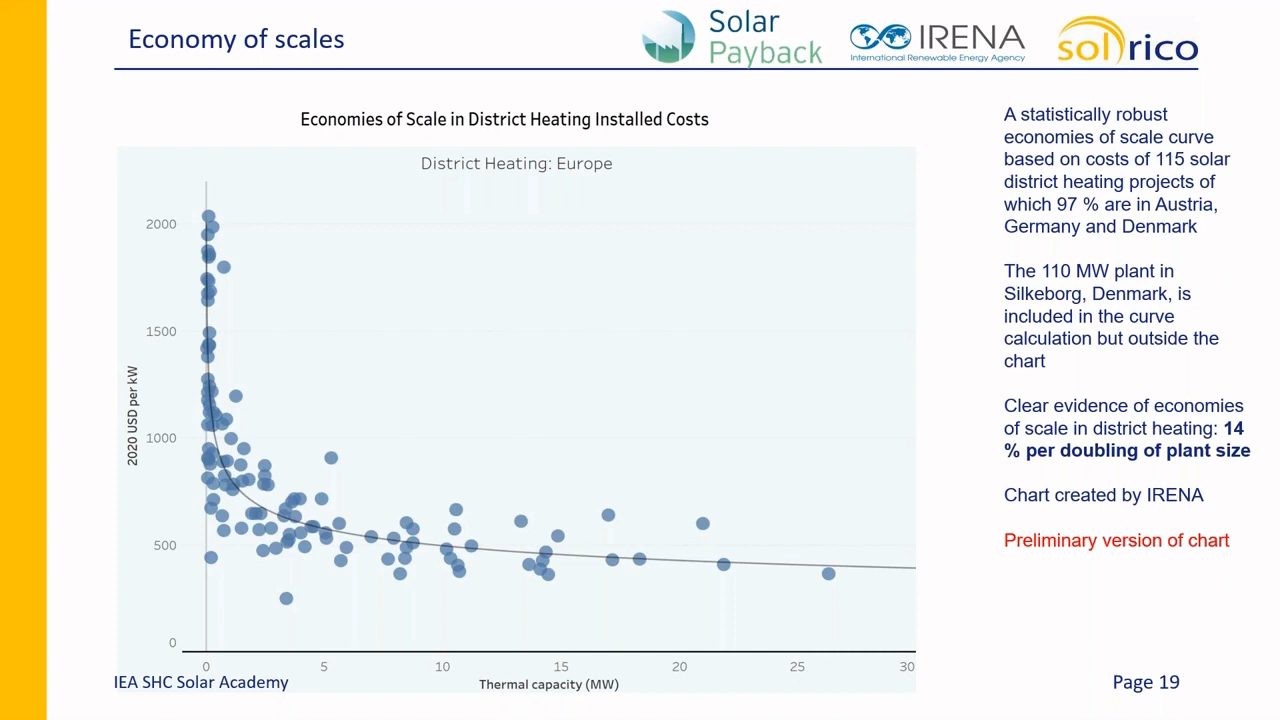 Economy of scales
Solar
Payback
IRENA
International Renewable Energy Agency
solrico
Economies of Scale in District Heating Installed Costs
District Heating: Europe
2000
1500
1000
500
0
2020 USD per kW
0
5
10
15
20
25
30
Thermal capacity (MW)
A statistically robust
economies of scale curve
based on costs of 115 solar
district heating projects of
which 97 % are in Austria,
Germany and Denmark
The 110 MW plant in
Silkeborg, Denmark, is
included in the curve
calculation but outside the
chart
Clear evidence of economies
of scale in district heating: 14
% per doubling of plant size
Chart created by IRENA
Preliminary version of chart
IEA SHC Solar Academy
Page 19